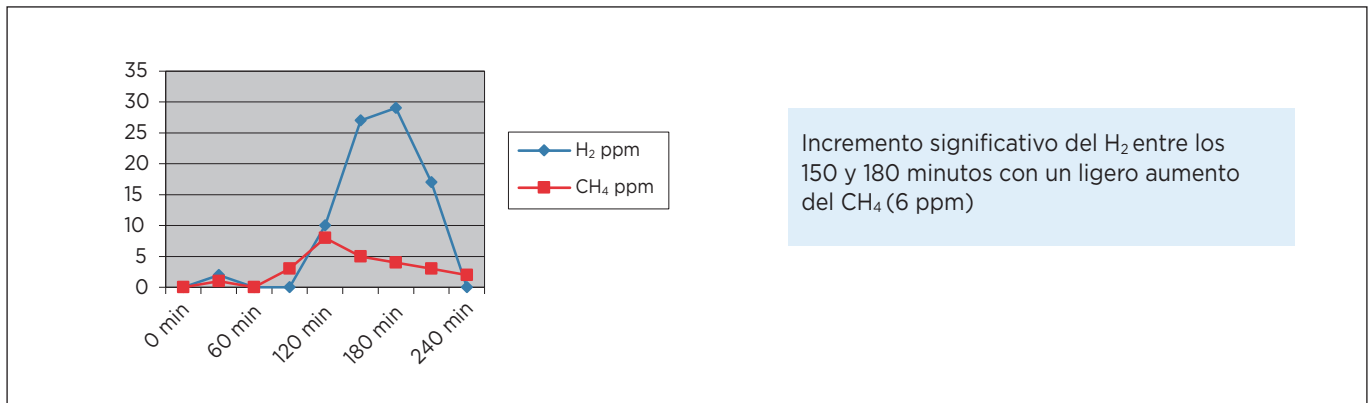 35
30
25
20
15
10
5
0
0 min
60 min
120 min
180 min
240 min
H₂ ppm
CH₄ ppm
Incremento significativo del H₂ entre los
150 y 180 minutos con un ligero aumento
del CH₄ (6 ppm)